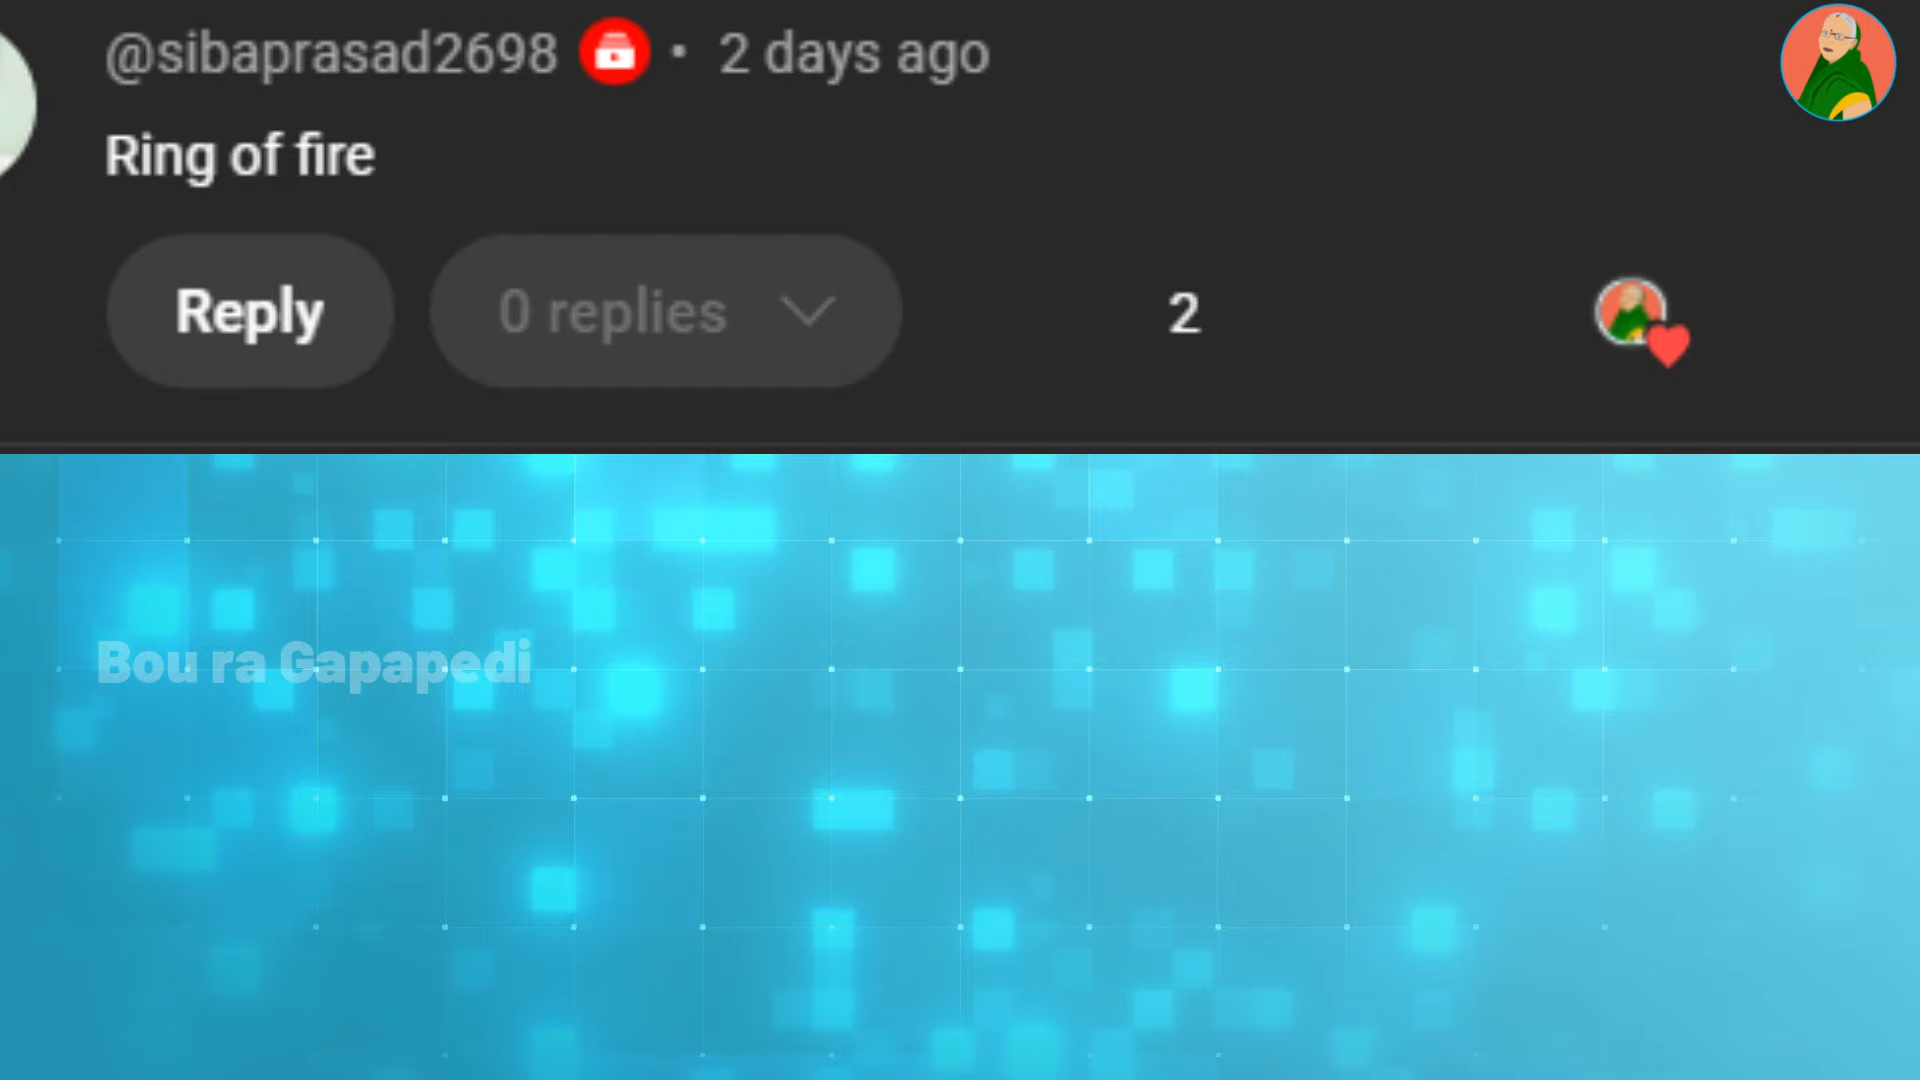 @sibaprasad2698 • 2 days ago
Ring of fire
Reply 0 replies 2
Bou ra Gapapedi